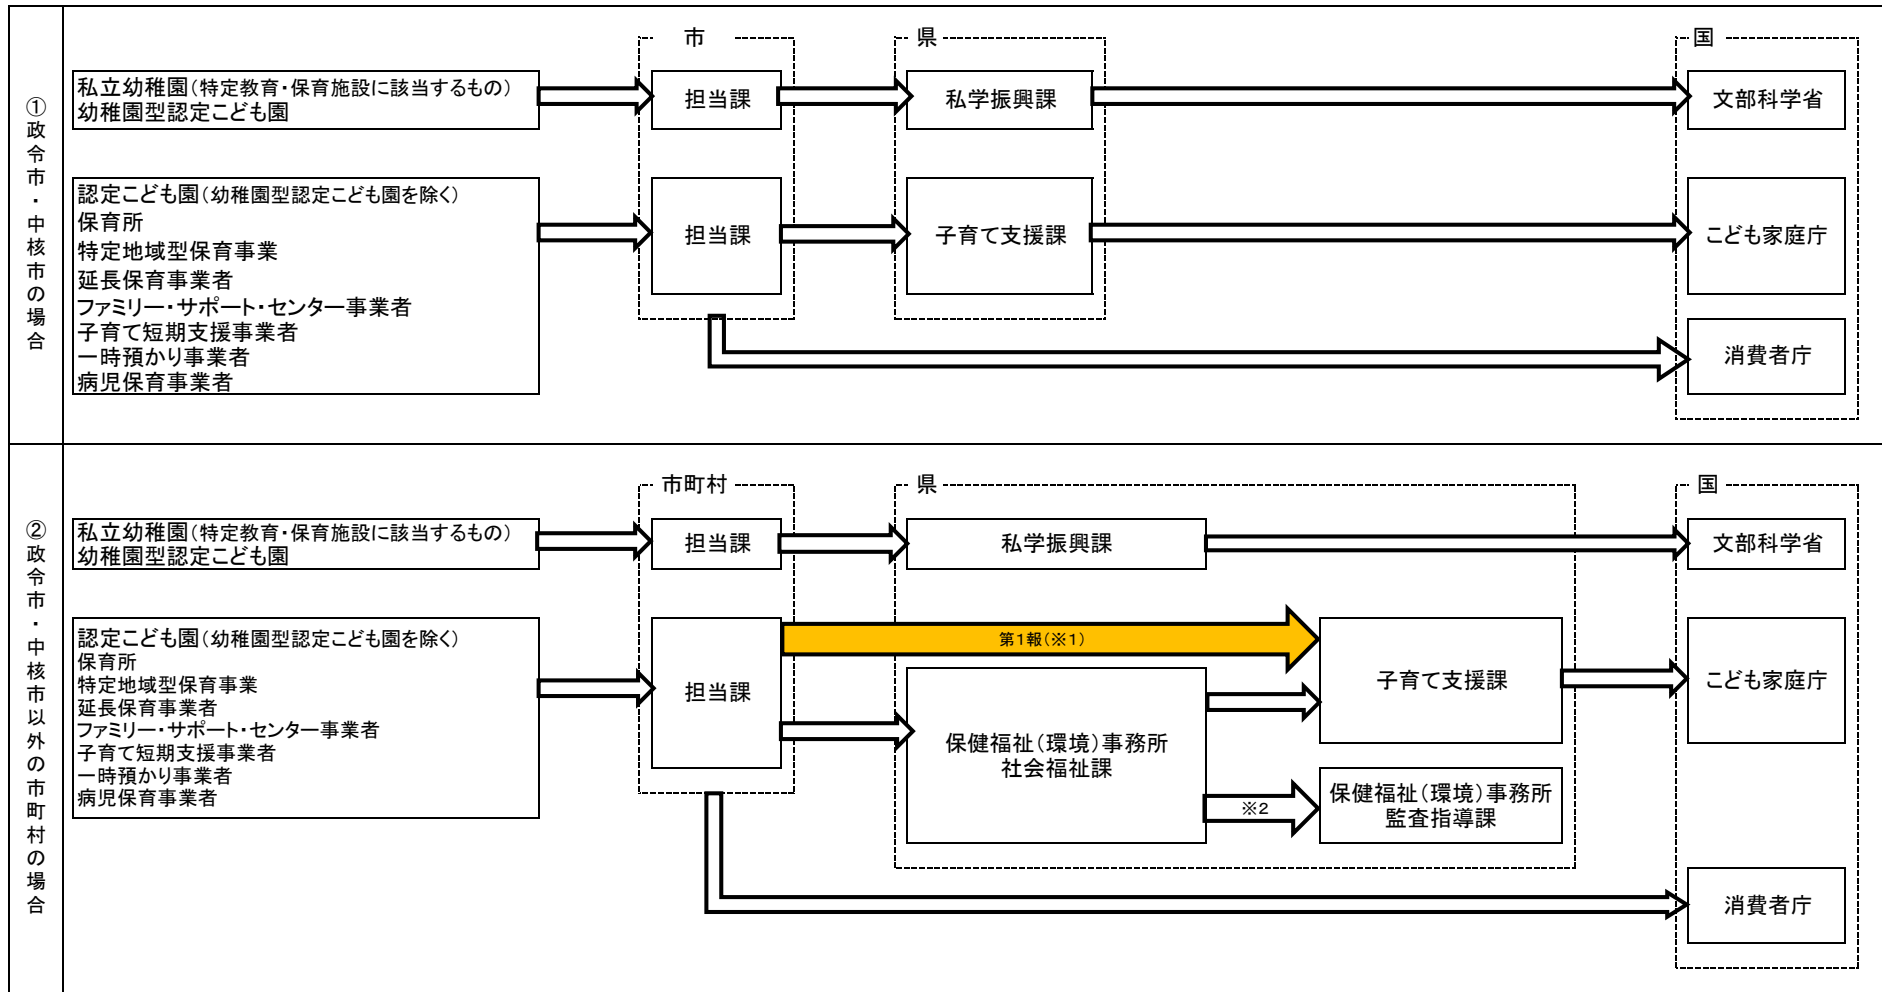 ①政令市・中核市の場合
市
県
国
私立幼稚園(特定教育・保育施設に該当するもの)
幼稚園型認定こども園
担当課
私学振興課
文部科学省
認定こども園(幼稚園型認定こども園を除く)
保育所
特定地域型保育事業
延長保育事業者
ファミリー・サポート・センター事業者
子育て短期支援事業者
一時預かり事業者
病児保育事業者
担当課
子育て支援課
こども家庭庁
消費者庁
②政令市・中核市以外の市町村の場合
市町村
県
国
私立幼稚園(特定教育・保育施設に該当するもの)
幼稚園型認定こども園
担当課
私学振興課
文部科学省
認定こども園(幼稚園型認定こども園を除く)
保育所
特定地域型保育事業
延長保育事業者
ファミリー・サポート・センター事業者
子育て短期支援事業者
一時預かり事業者
病児保育事業者
担当課
第1報(※1)
保健福祉(環境)事務所
社会福祉課
子育て支援課
※2
保健福祉(環境)事務所
監査指導課
こども家庭庁
消費者庁